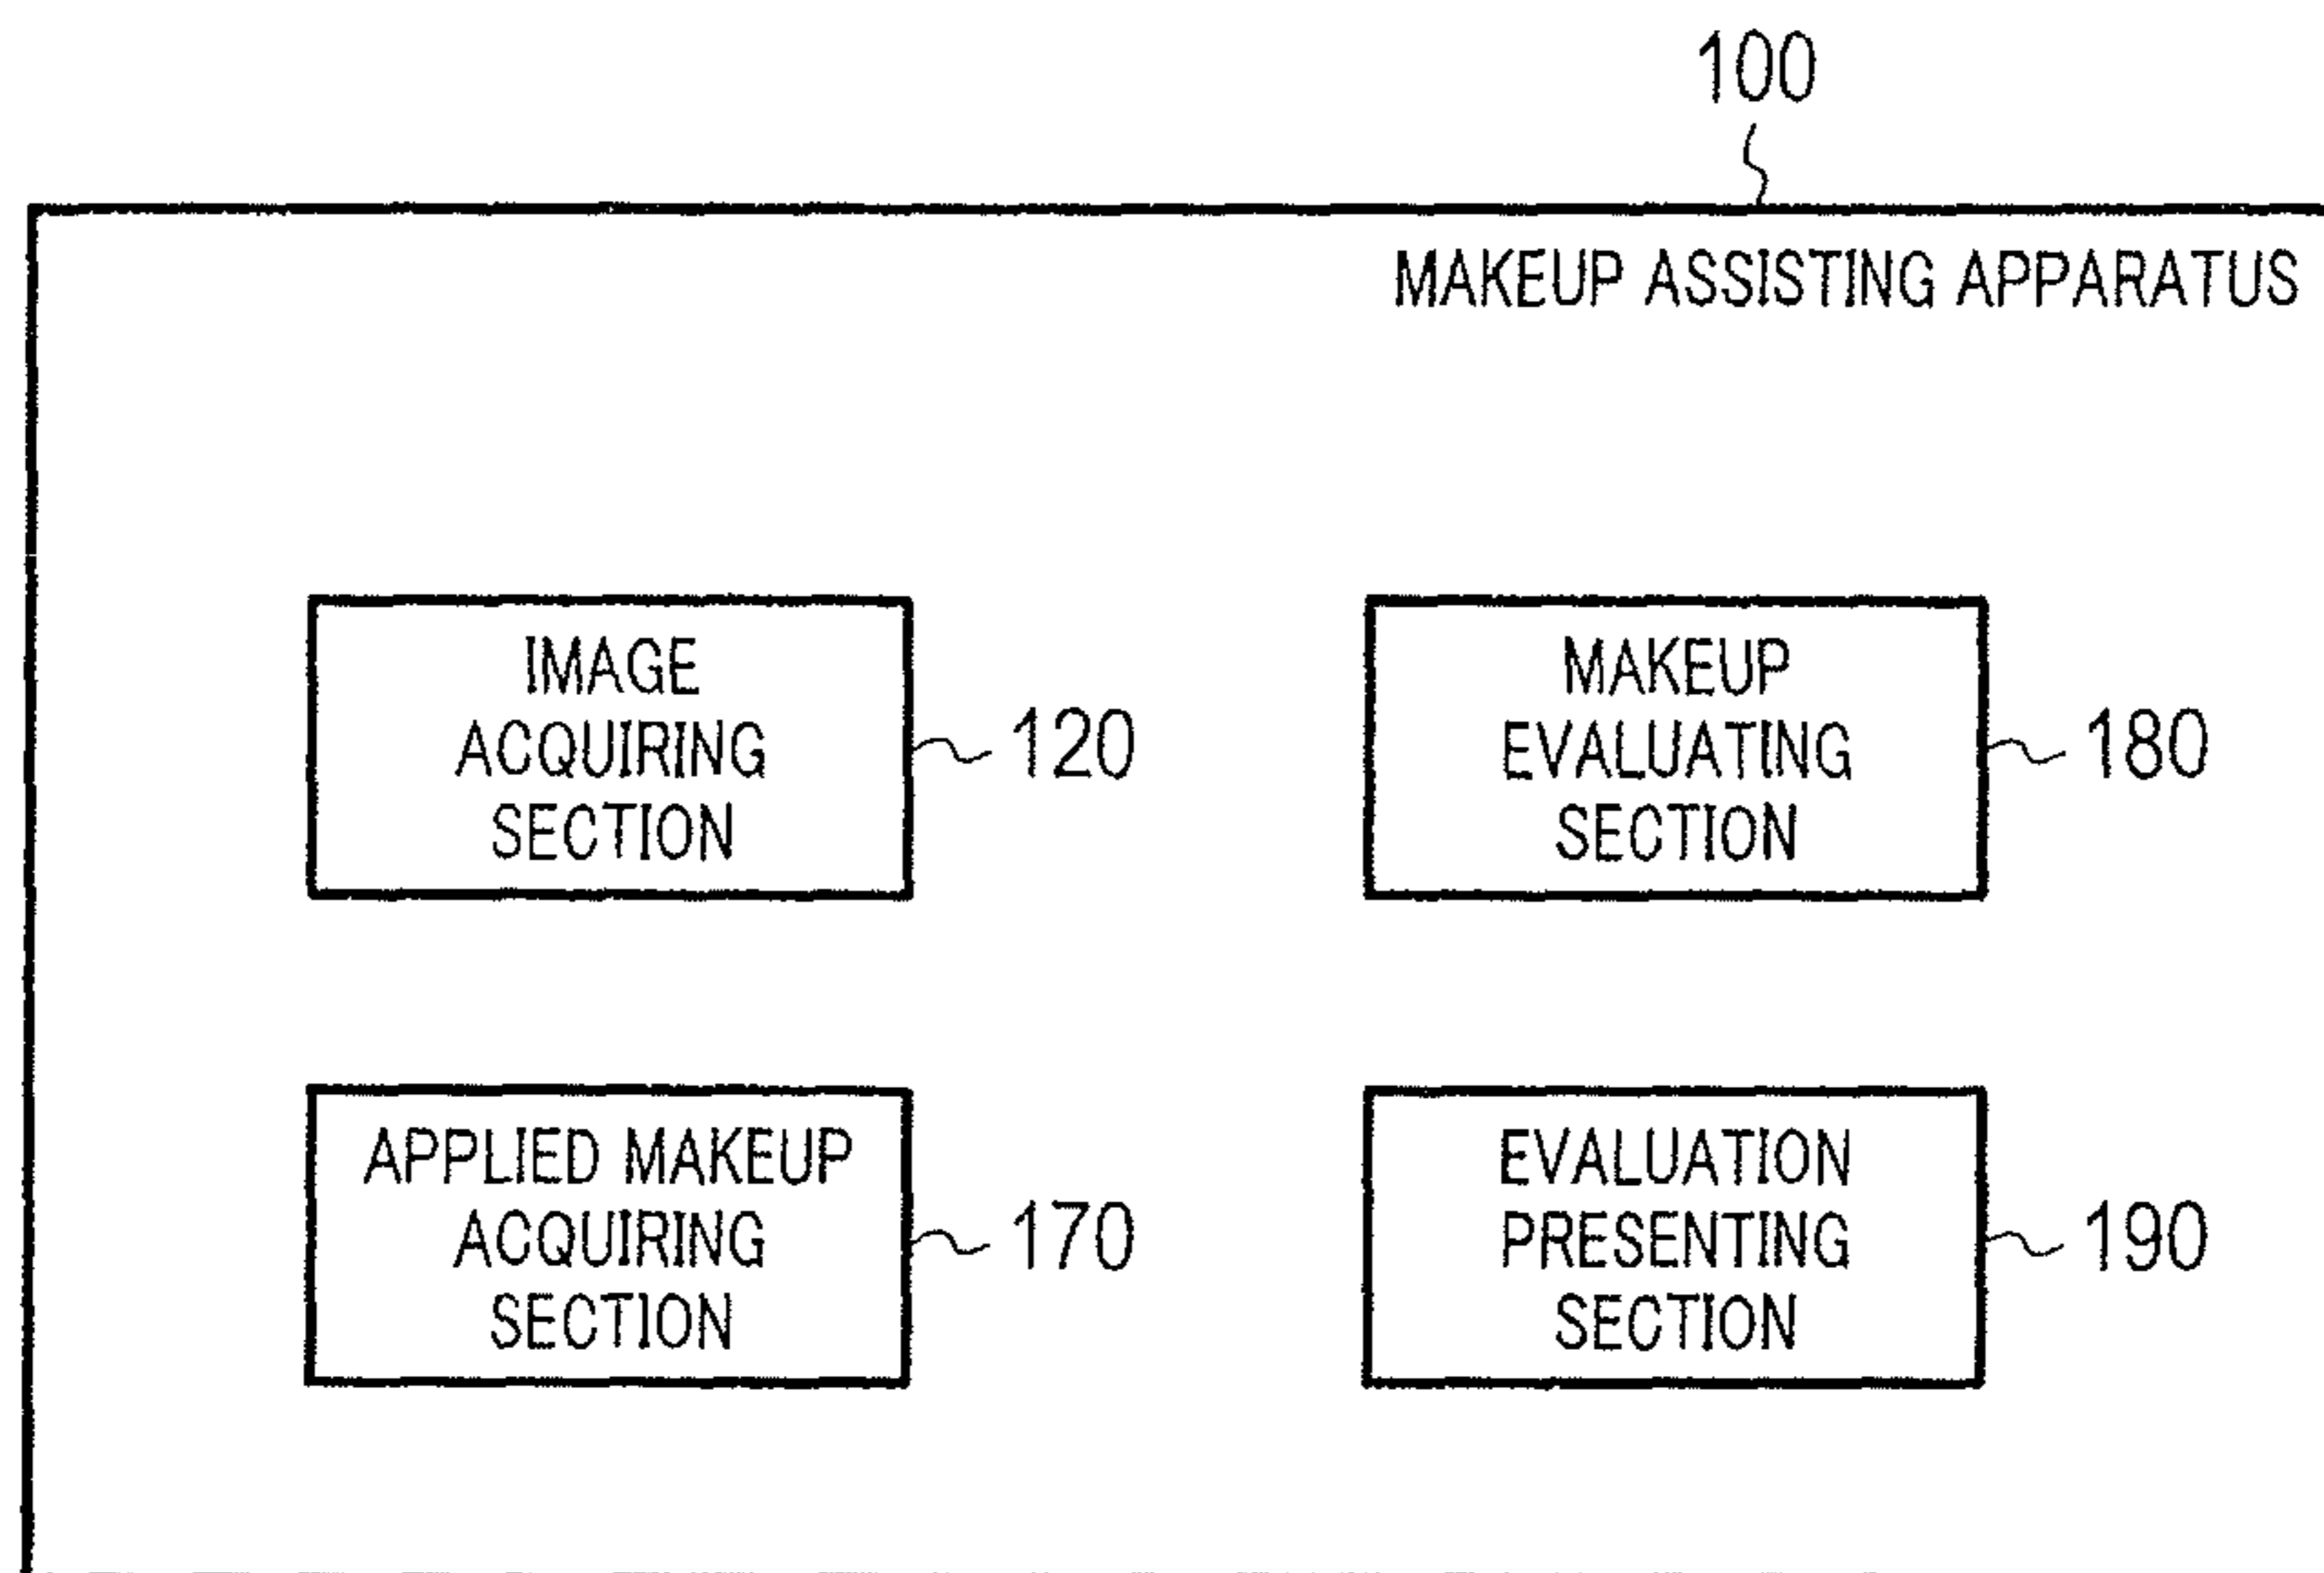 100
MAKEUP ASSISTING APPARATUS
IMAGE
ACQUIRING
SECTION
120
MAKEUP
EVALUATING
SECTION
180
APPLIED MAKEUP
ACQUIRING
SECTION
170
EVALUATION
PRESENTING
SECTION
190